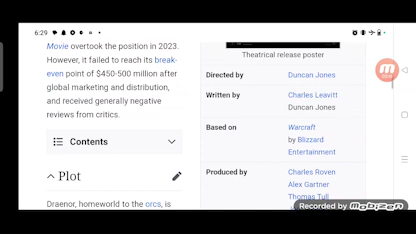 6:29
Movie overtook the position in 2023.
However, it failed to reach its break-
even point of $450-500 million after
global marketing and distribution,
and received generally negative
reviews from critics.
Contents
Plot
Draenor, homeworld to the orcs, is
Theatrical release poster
Directed by Duncan Jones
Written by Charles Leavitt
Duncan Jones
Based on Warcraft
by Blizzard
Entertainment
Produced by Charles Roven
Alex Gartner
Thomas Tull
Recorded by Mobizen